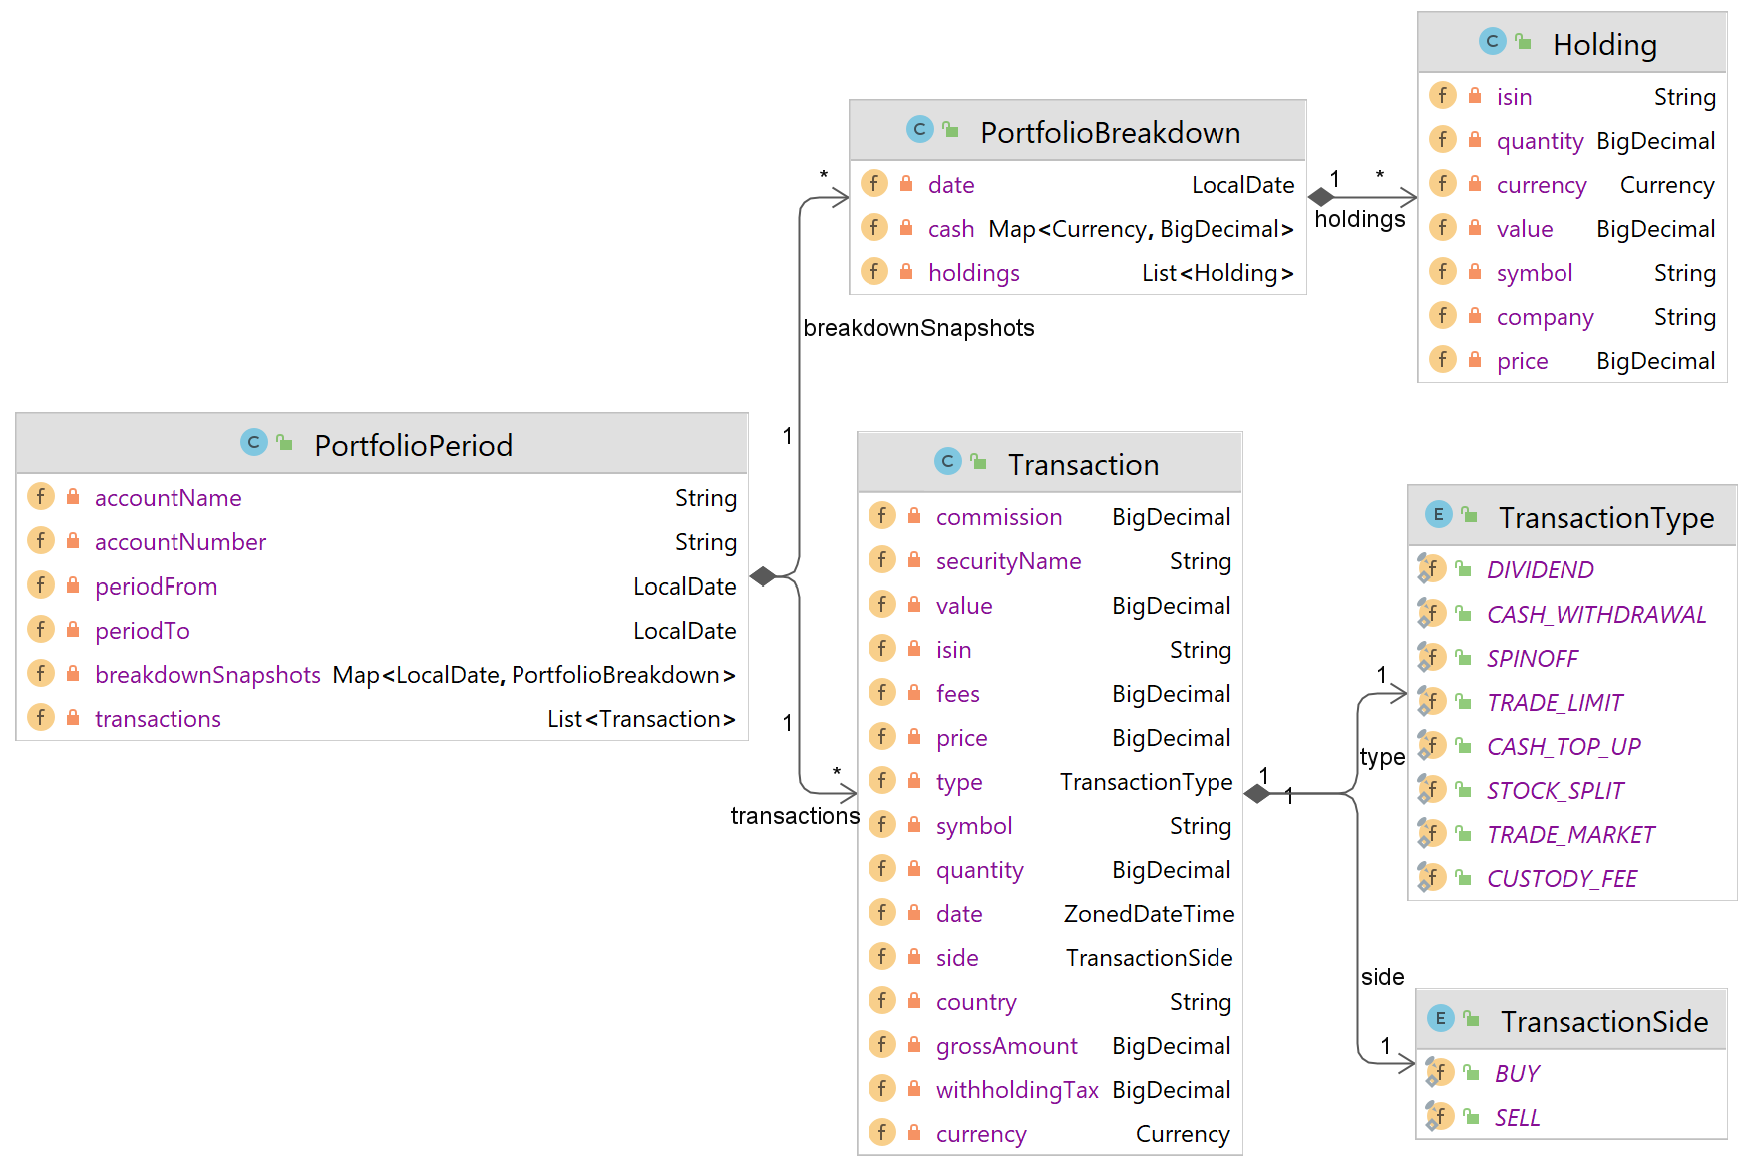 C Holding
f isin String
f quantity BigDecimal
f currency Currency
f value BigDecimal
f symbol String
f company String
f price BigDecimal
C PortfolioBreakdown
f date LocalDate
f cash Map<Currency, BigDecimal>
f holdings List<Holding>
1 *
holdings
*
breakdownSnapshots
1
C PortfolioPeriod
f accountName String
f accountNumber String
f periodFrom LocalDate
f periodTo LocalDate
f breakdownSnapshots Map<LocalDate, PortfolioBreakdown>
f transactions List<Transaction>
1
*
transactions
C Transaction
f commission BigDecimal
f securityName String
f value BigDecimal
f isin String
f fees BigDecimal
f price BigDecimal
f type TransactionType
f symbol String
f quantity BigDecimal
f date ZonedDateTime
f side TransactionSide
f country String
f grossAmount BigDecimal
f withholdingTax BigDecimal
f currency Currency
1
1
1
type
E TransactionType
f DIVIDEND
f CASH_WITHDRAWAL
f SPINOFF
f TRADE_LIMIT
f CASH_TOP_UP
f STOCK_SPLIT
f TRADE_MARKET
f CUSTODY_FEE
side
1
E TransactionSide
f BUY
f SELL